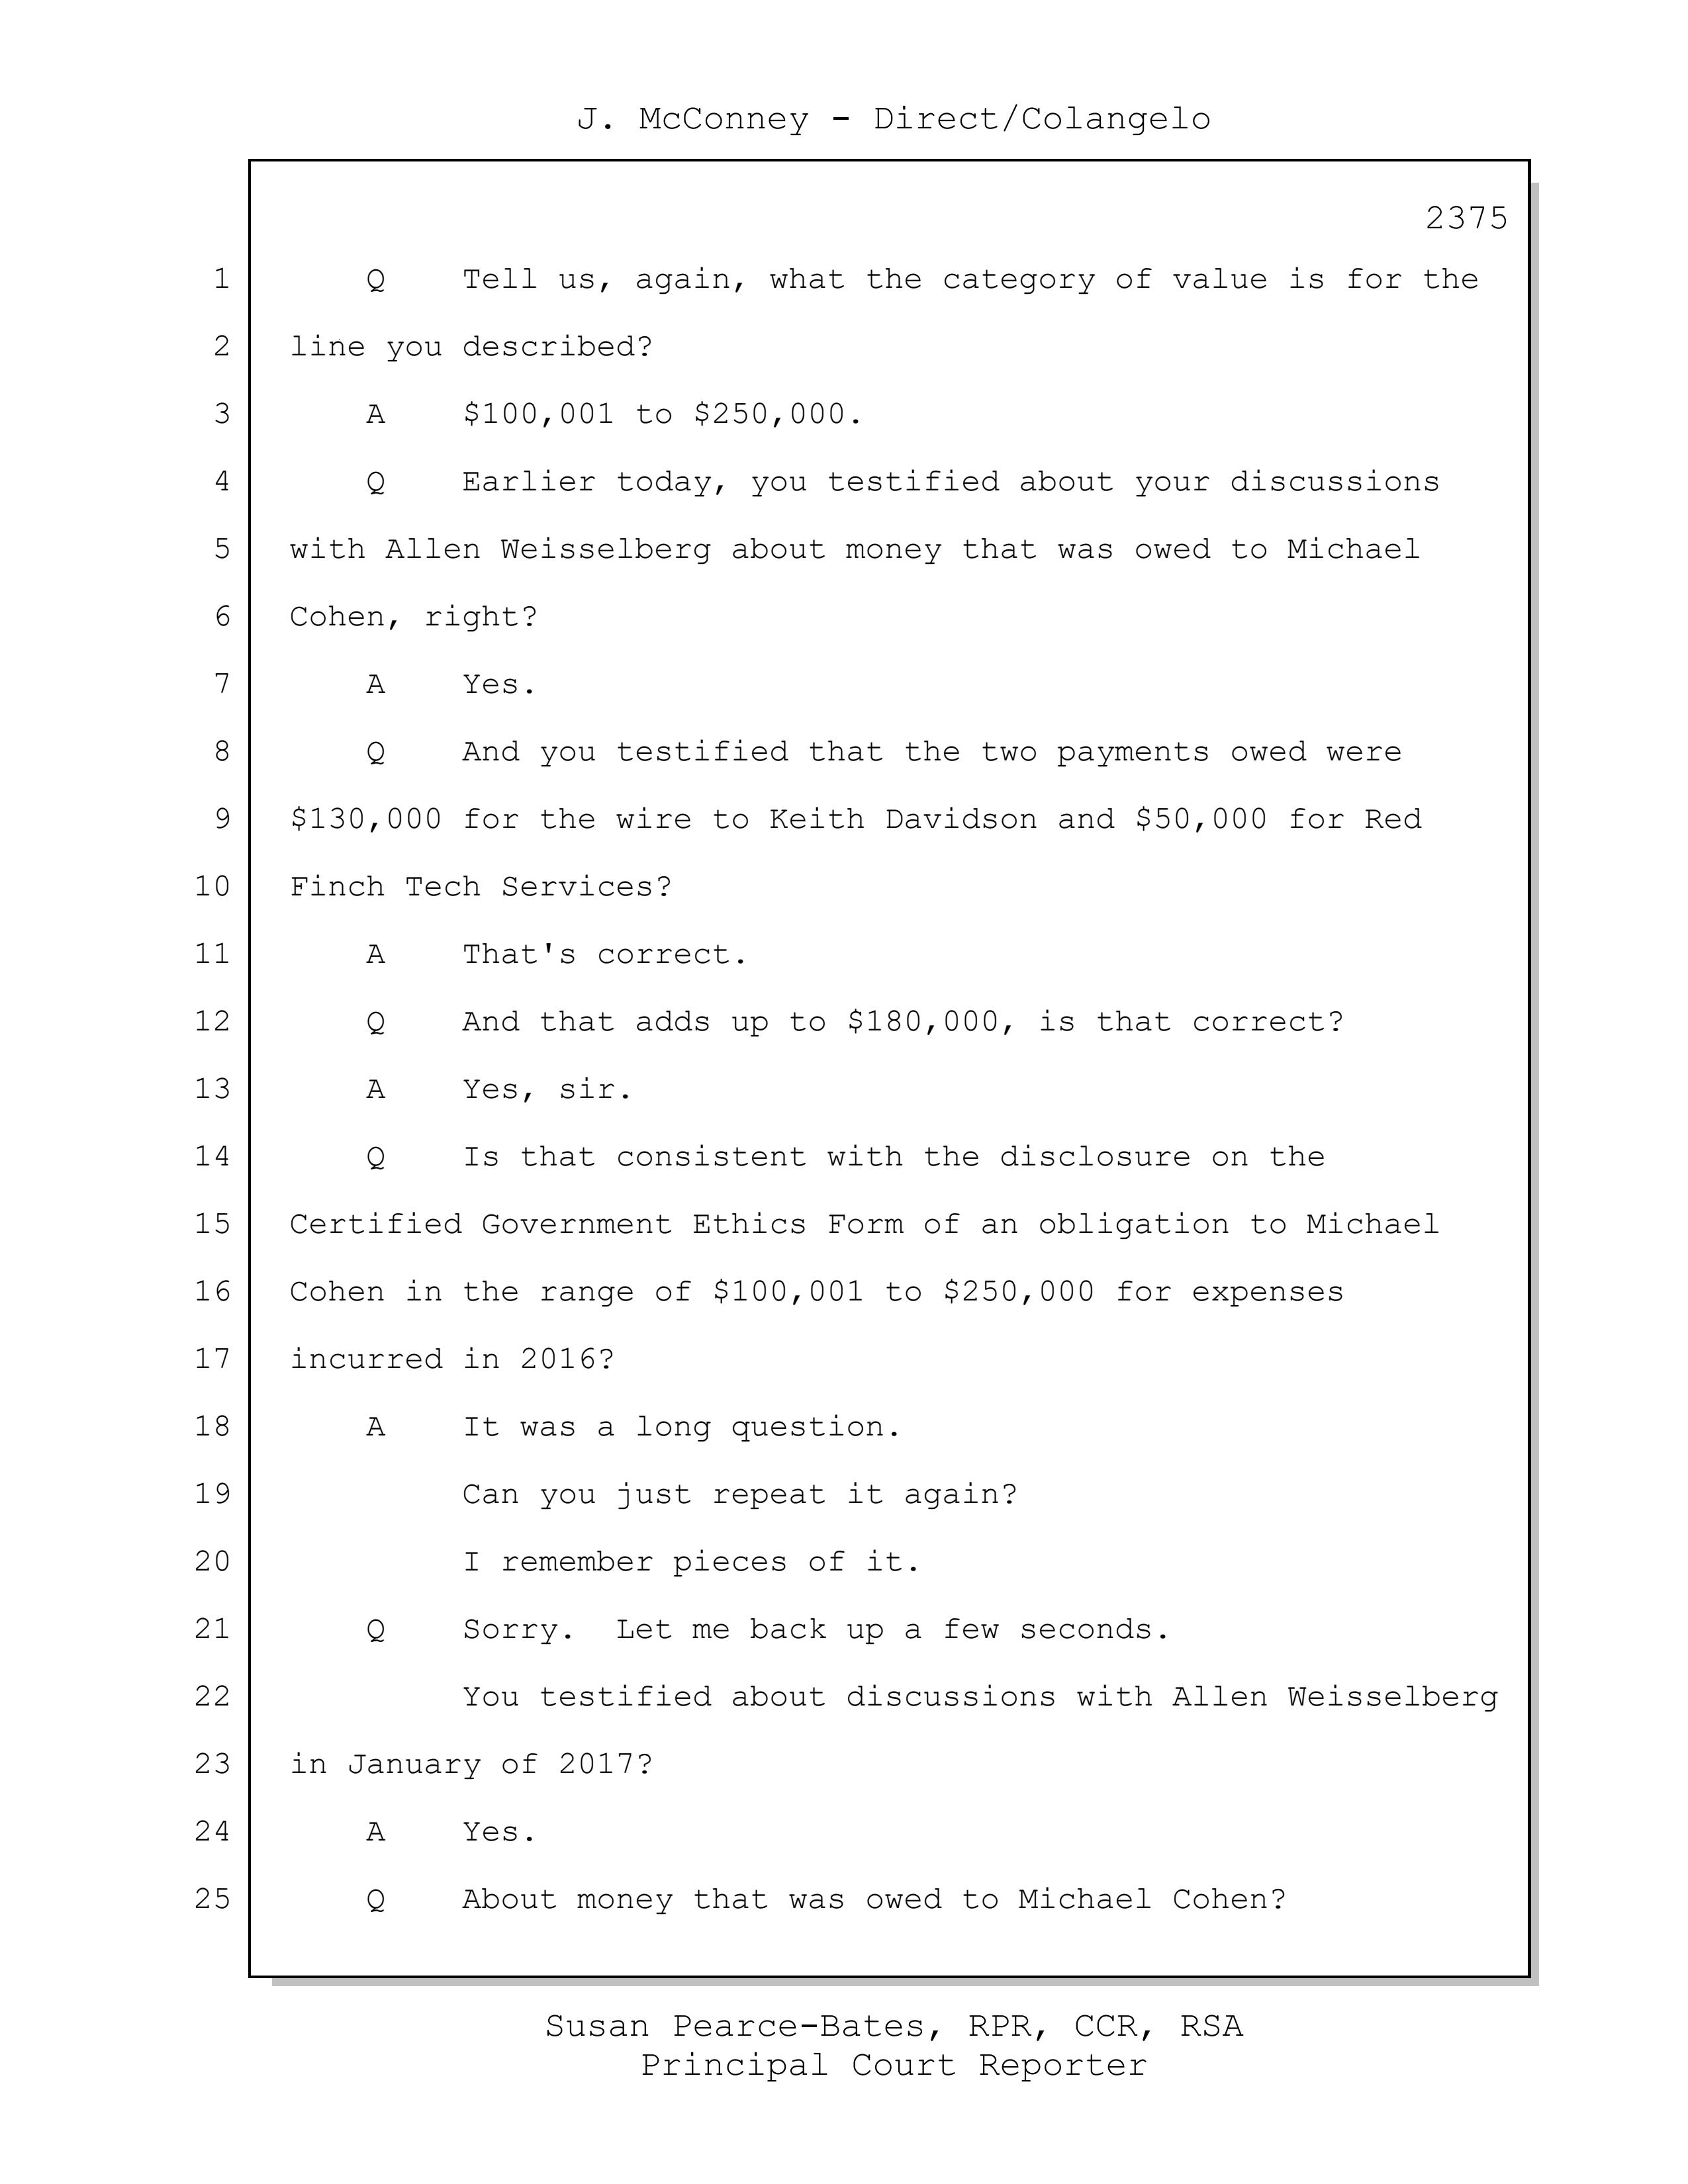 J. McConney - Direct/Colangelo
2375
1 Q Tell us, again, what the category of value is for the
2 line you described?
3 A $100,001 to $250,000.
4 Q Earlier today, you testified about your discussions
5 with Allen Weisselberg about money that was owed to Michael
6 Cohen, right?
7 A Yes.
8 Q And you testified that the two payments owed were
9 $130,000 for the wire to Keith Davidson and $50,000 for Red
10 Finch Tech Services?
11 A That's correct.
12 Q And that adds up to $180,000, is that correct?
13 A Yes, sir.
14 Q Is that consistent with the disclosure on the
15 Certified Government Ethics Form of an obligation to Michael
16 Cohen in the range of $100,001 to $250,000 for expenses
17 incurred in 2016?
18 A It was a long question.
19 Can you just repeat it again?
20 I remember pieces of it.
21 Q Sorry.  Let me back up a few seconds.
22 You testified about discussions with Allen Weisselberg
23 in January of 2017?
24 A Yes.
25 Q About money that was owed to Michael Cohen?
Susan Pearce-Bates, RPR, CCR, RSA
Principal Court Reporter